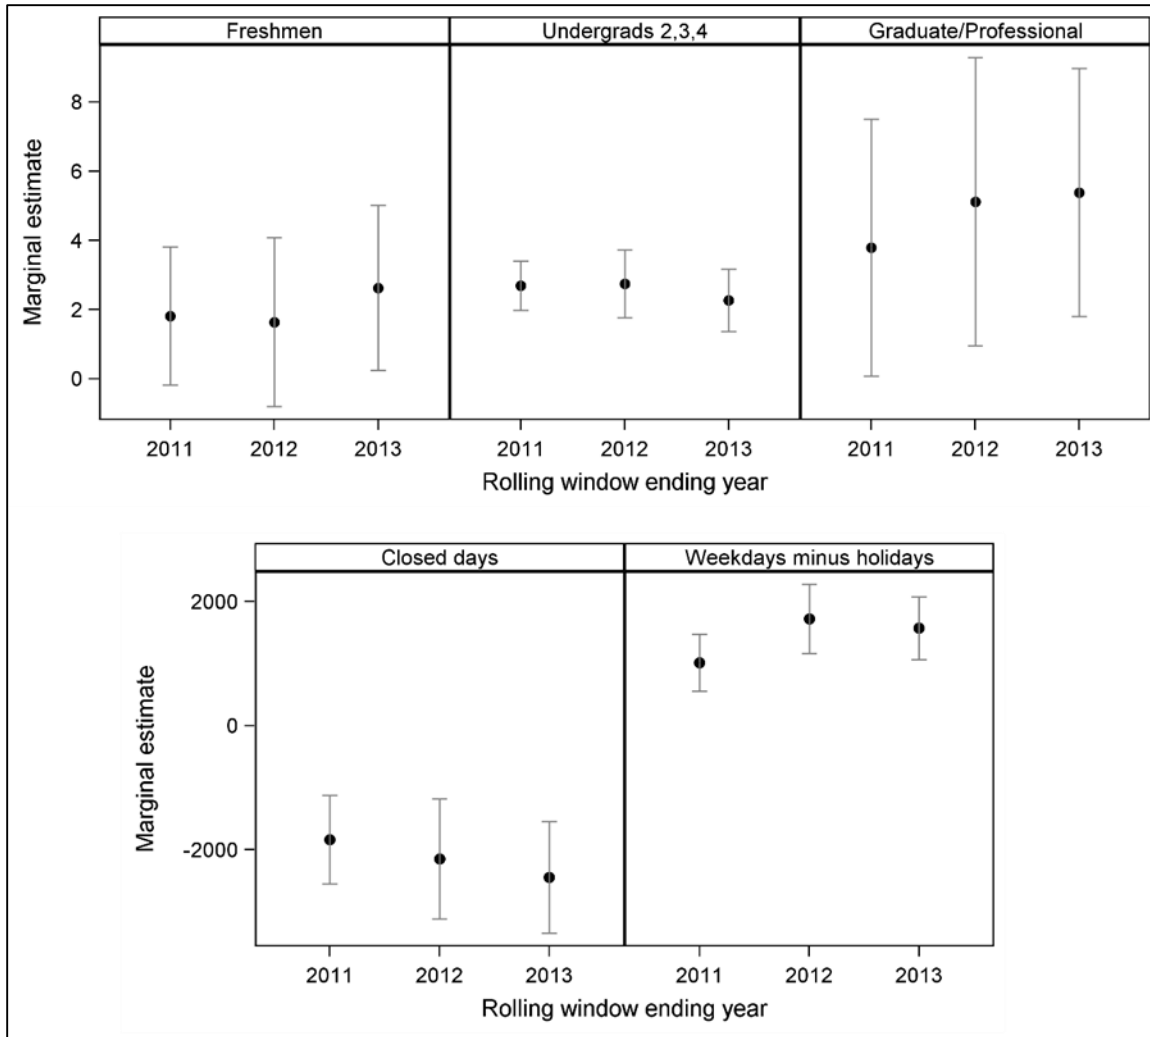 Freshmen Undergrads 2,3,4 Graduate/Professional
Marginal estimate
8
6
4
2
0
2011 2012 2013 2011 2012 2013 2011 2012 2013
Rolling window ending year
Closed days Weekdays minus holidays
Marginal estimate
2000
0
-2000
2011 2012 2013 2011 2012 2013
Rolling window ending year